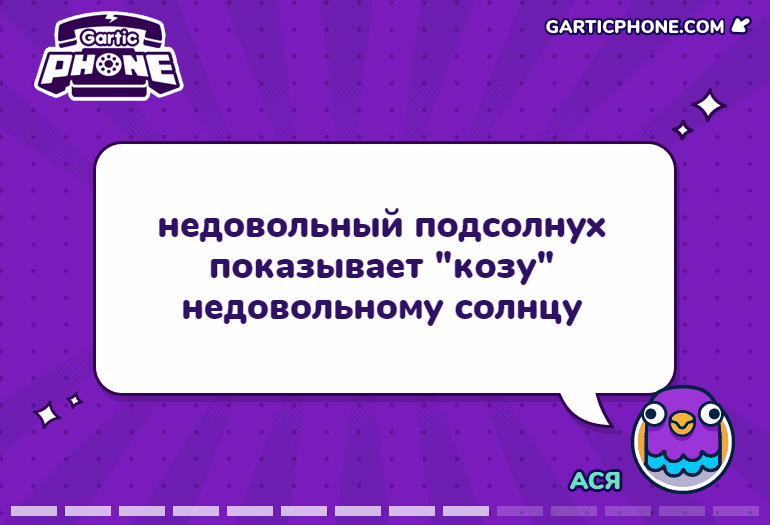 Gartic
PHONE
GARTICPHONE.COM
недовольный подсолнух
показывает "козу"
недовольному солнцу
АСЯ